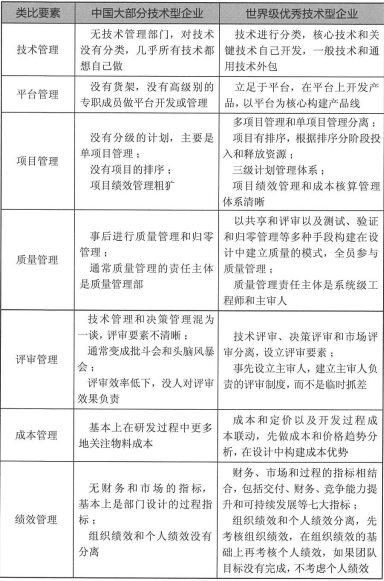 类比要素
中国大部分技术型企业
世界级优秀技术型企业
技术管理
无技术管理部门，对技术
没有分类，几乎所有技术都
想自己做
技术进行分类，核心技术和关
键技术自己开发，一般技术和通
用技术外包
平台管理
没有货架，没有高级别的
专职成员做平台开发或管理
立足于平台，在平台上开发产
品，以平台为核心构建产品线
项目管理
没有分级的计划，主要是
单项目管理；
没有项目的排序；
项目绩效管理粗犷
多项目管理和单项目管理分离；
项目有排序，根据排序分阶段投
入和释放资源；
三级计划管理体系；
项目绩效管理和成本核算管理
体系清晰
质量管理
事后进行质量管理和归零
管理；
通常质量管理的责任主体
是质量管理部
以共享和评审以及测试、验证
和归零管理等多种手段构建在设
计中建立质量的模式，全员参与
质量管理；
质量管理责任主体是系统级工
程师和主审人
评审管理
技术管理和决策管理混为
一谈，评审要素不清晰；
通常变成批斗会和头脑风暴
会；
评审效率低下，没人对评审
效果负责
技术评审、决策评审和市场评
审分离，设立评审要素；
事先设立主审人，建立主审人负
责的评审制度，而不是临时抓差
成本管理
基本上在研发过程中更多
地关注物料成本
成本和定价以及开发过程成
本联动，先做成本和价格趋势分
析，在设计中构建成本优势
绩效管理
无财务和市场的指标，
基本上是部门设计的过程指
标；
组织绩效和个人绩效没有
分离
财务、市场和过程的指标相结
合，包括交付、财务、竞争能力提
升和可持续发展等七大指标；
组织绩效和个人绩效分离，先
考核组织绩效，在组织绩效的基
础上再考核个人绩效，如果团队
目标没有完成，不考虑个人绩效